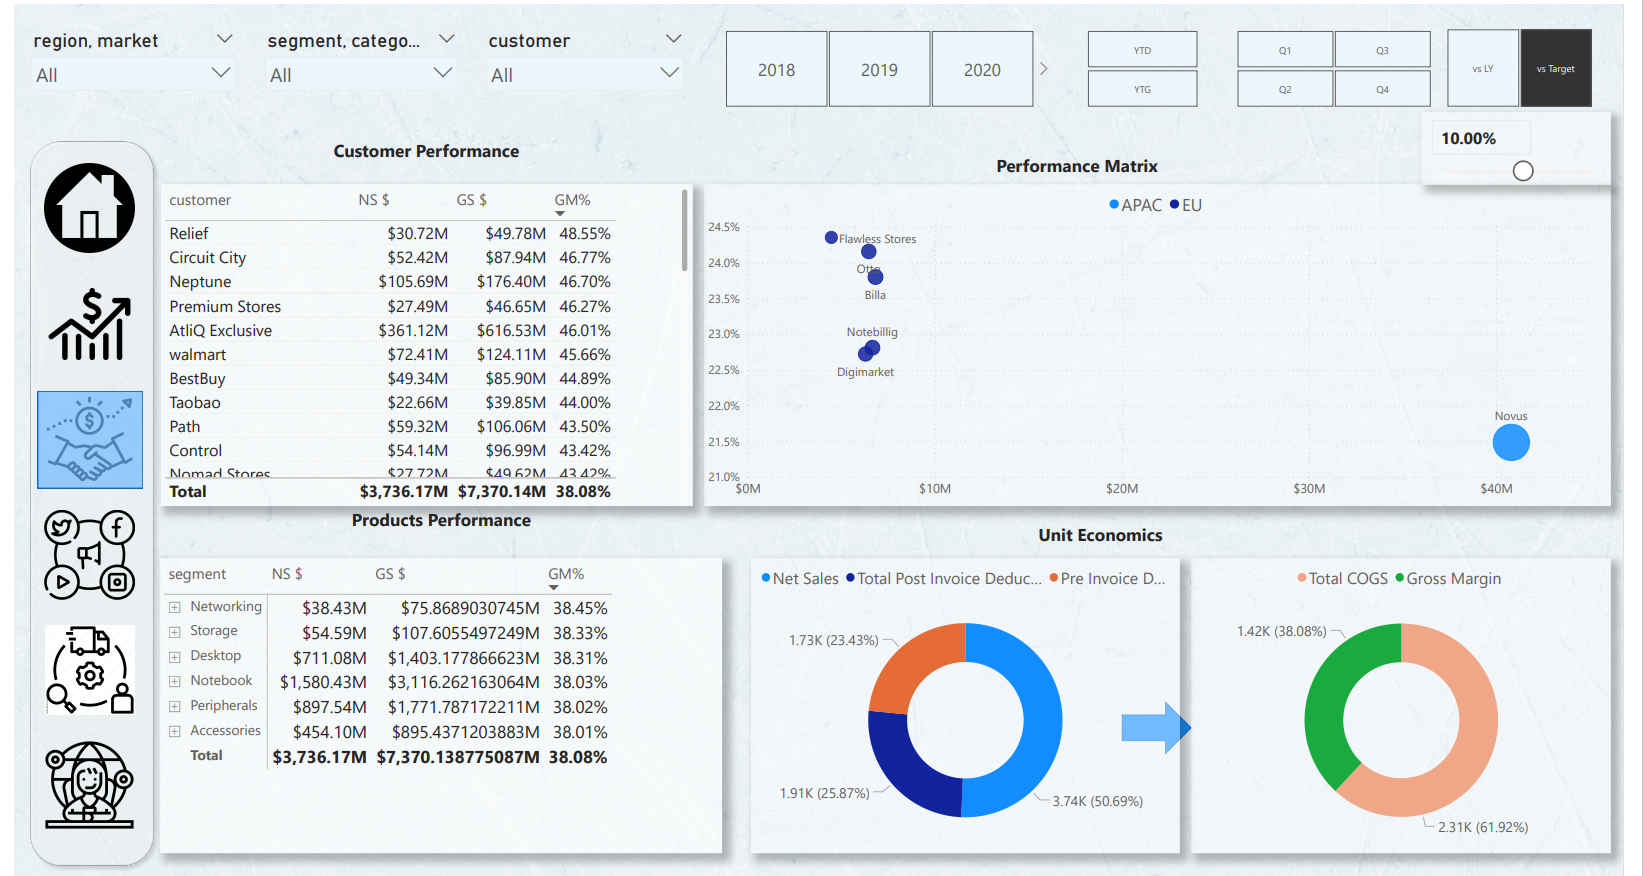 region, market
segment, catego...
customer
All
All
All
2018
2019
2020
YTD
YTG
Q1
Q3
Q2
Q4
vs LY
vs Target
10.00%
Customer Performance
customer NS $ GS $ GM%
Relief $30.72M $49.78M 48.55%
Circuit City $52.42M $87.94M 46.77%
Neptune $105.69M $176.40M 46.70%
Premium Stores $27.49M $46.65M 46.27%
AtliQ Exclusive $361.12M $616.53M 46.01%
walmart $72.41M $124.11M 45.66%
BestBuy $49.34M $85.90M 44.89%
Taobao $22.66M $39.85M 44.00%
Path $59.32M $106.06M 43.50%
Control $54.14M $96.99M 43.42%
Nomad Stores $27.72M $49.62M 43.42%
Total $3,736.17M $7,370.14M 38.08%
Performance Matrix
APAC EU
24.5%
24.0%
23.5%
23.0%
22.5%
22.0%
21.5%
21.0%
Flawless Stores
Otto
Billa
Notebillig
Digimarket
Novus
$0M $10M $20M $30M $40M
Products Performance
segment NS $ GS $ GM%
Networking $38.43M $75.8689030745M 38.45%
Storage $54.59M $107.6055497249M 38.33%
Desktop $711.08M $1,403.177866623M 38.31%
Notebook $1,580.43M $3,116.262163064M 38.03%
Peripherals $897.54M $1,771.787172211M 38.02%
Accessories $454.10M $895.4371203883M 38.01%
Total $3,736.17M $7,370.138775087M 38.08%
Unit Economics
Net Sales Total Post Invoice Deduc... Pre Invoice D...
1.73K (23.43%)
1.91K (25.87%)
3.74K (50.69%)
Total COGS Gross Margin
1.42K (38.08%)
2.31K (61.92%)